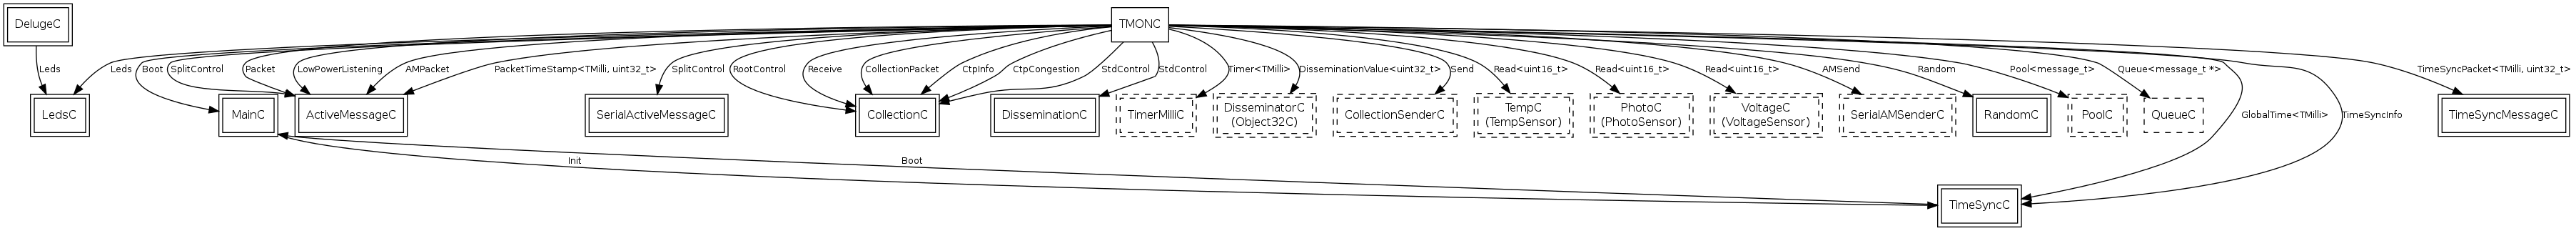 DelugeC
TMONC
Leds
Leds
Boot
SplitControl
Packet
LowPowerListening
AMPacket
PacketTimeStamp<TMilli, uint32_t>
SplitControl
RootControl
Receive
CollectionPacket
CtpInfo
CtpCongestion
StdControl
StdControl
Timer<TMilli>
DisseminationValue<uint32_t>
Send
Read<uint16_t>
Read<uint16_t>
Read<uint16_t>
AMSend
Random
Pool<message_t>
Queue<message_t *>
TimeSyncPacket<TMilli, uint32_t>
LedsC
MainC
ActiveMessageC
SerialActiveMessageC
CollectionC
DisseminationC
TimerMilliC
DisseminatorC
(Object32C)
CollectionSenderC
TempC
(TempSensor)
PhotoC
(PhotoSensor)
VoltageC
(VoltageSensor)
SerialAMSenderC
RandomC
PoolC
QueueC
GlobalTime<TMilli>
TimeSyncInfo
TimeSyncMessageC
Init
Boot
TimeSyncC